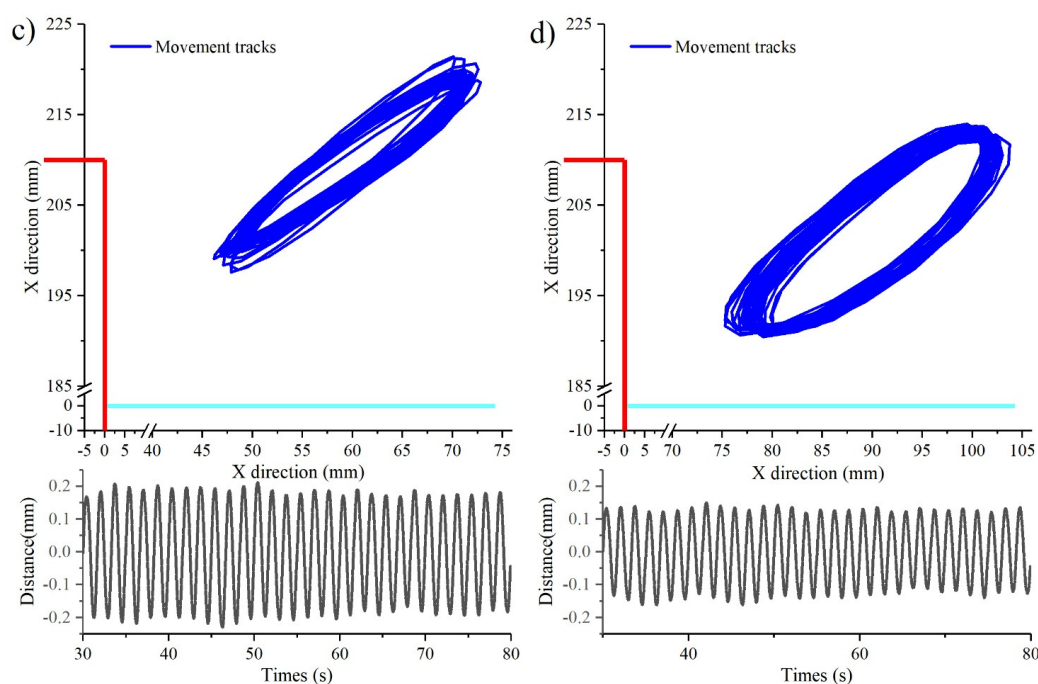 c)
Movement tracks
225
215
205
195
185
0
-10
X direction (mm)
-5 0 5 40 45 50 55 60 65 70 75
X direction (mm)
0.2
0.1
0.0
-0.1
-0.2
Distance(mm)
30 40 50 60 70 80
Times (s)
d)
Movement tracks
225
215
205
195
185
0
-10
X direction (mm)
-5 0 5 70 75 80 85 90 95 100 105
X direction (mm)
0.2
0.1
0.0
-0.1
-0.2
Distance(mm)
40 60 80
Times (s)